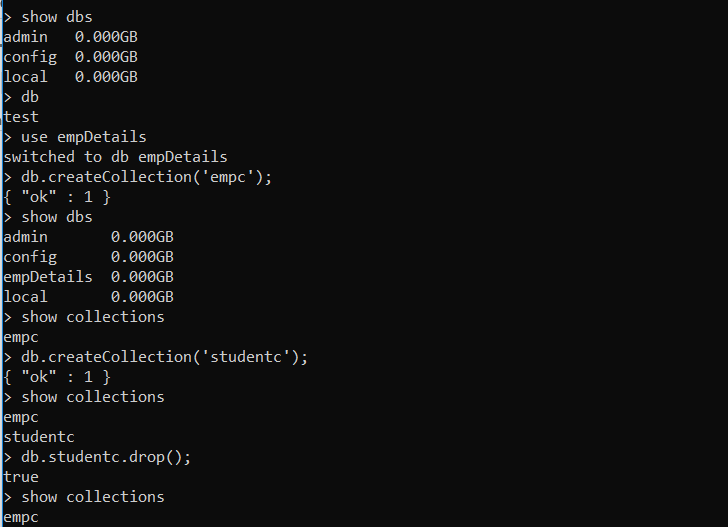 > show dbs
admin   0.000GB
config  0.000GB
local   0.000GB
> db
test
> use empDetails
switched to db empDetails
> db.createCollection('empc');
{ "ok" : 1 }
> show dbs
admin       0.000GB
config      0.000GB
empDetails  0.000GB
local       0.000GB
> show collections
empc
> db.createCollection('studentc');
{ "ok" : 1 }
> show collections
empc
studentc
> db.studentc.drop();
true
> show collections
empc